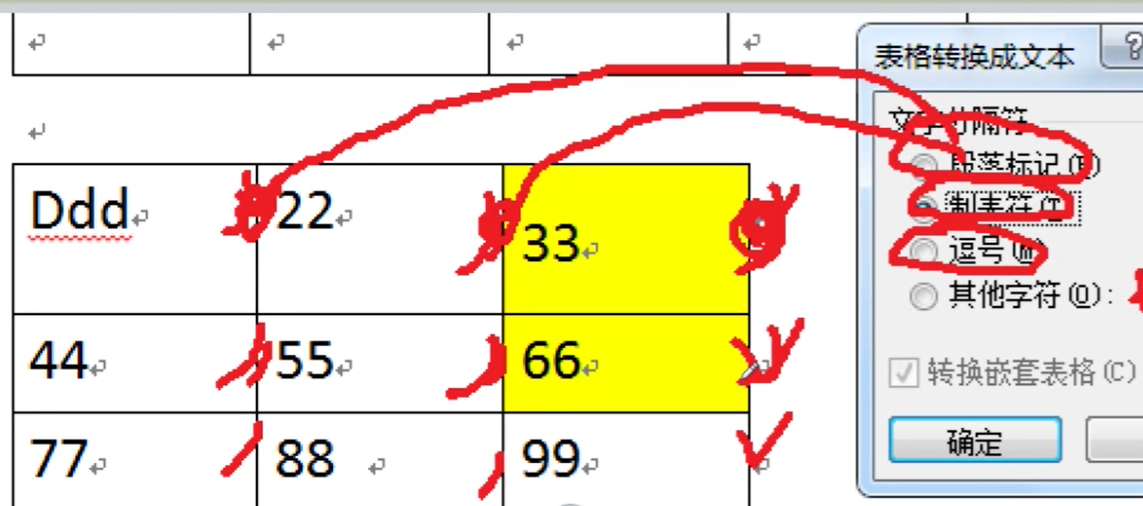 表格转换成文本
文字分隔符
段落标记(P)
制表符(T)
逗号(M)
其他字符(O):
转换嵌套表格(C)
确定
Ddd 22 33
44 55 66
77 88 99